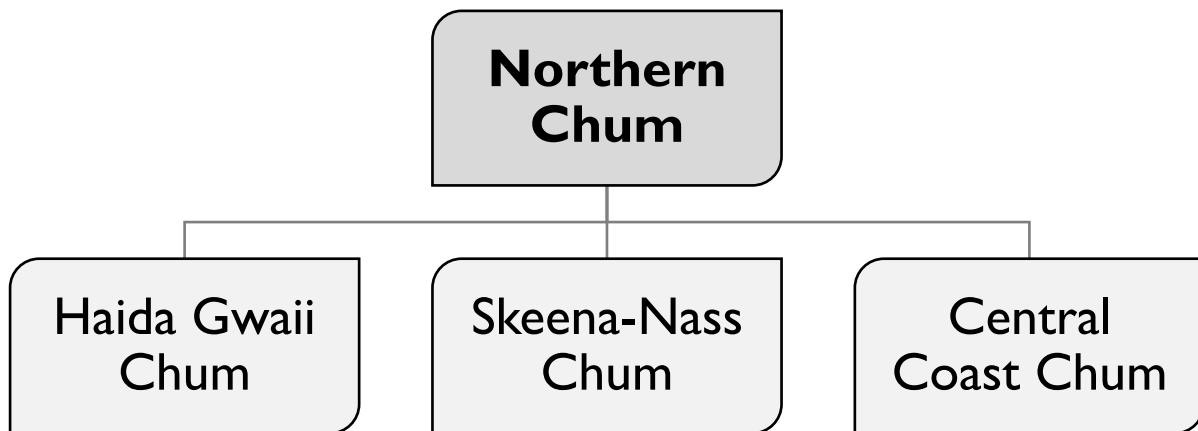 Northern
Chum
Haida Gwaii
Chum
Skeena-Nass
Chum
Central
Coast Chum